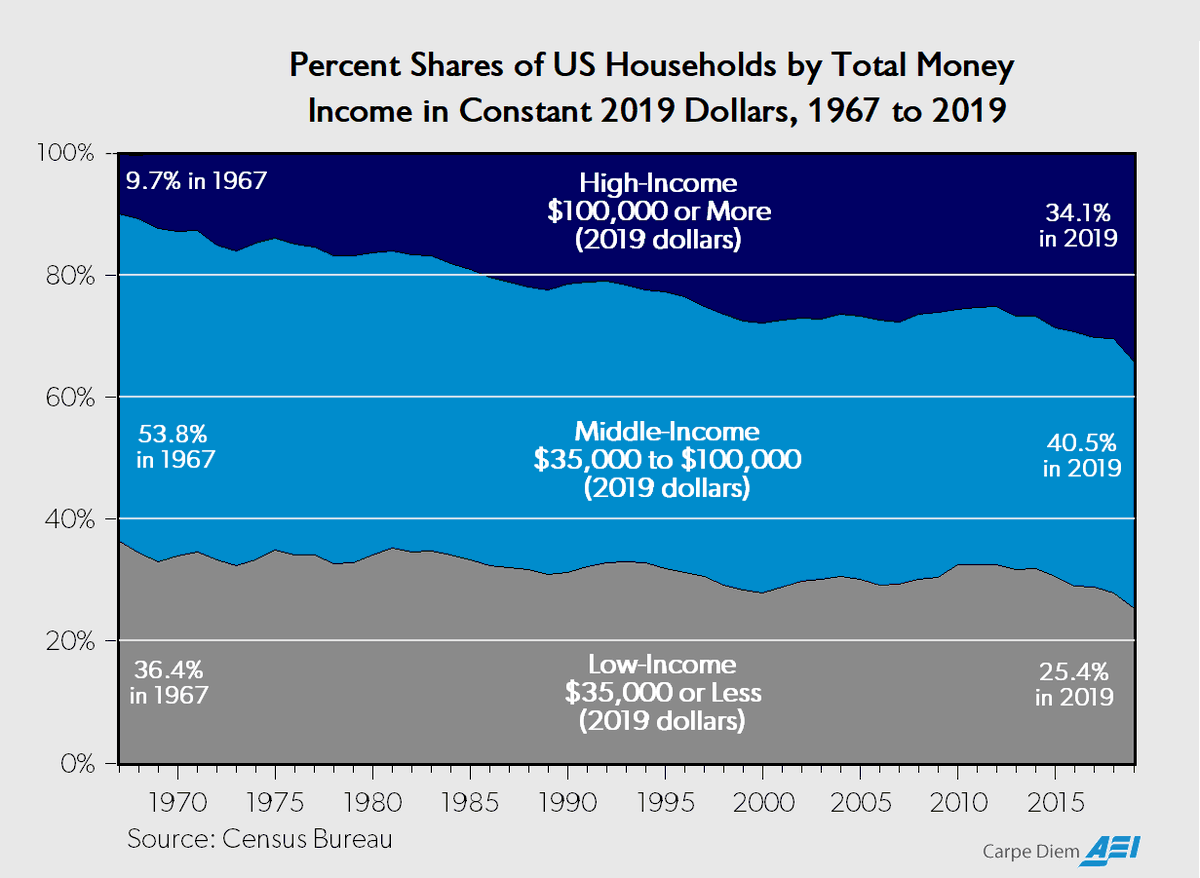 Percent Shares of US Households by Total Money
Income in Constant 2019 Dollars, 1967 to 2019
100%
9.7% in 1967
High-Income
$100,000 or More
(2019 dollars)
34.1%
in 2019
80%
60%
53.8%
in 1967
Middle-Income
$35,000 to $100,000
(2019 dollars)
40.5%
in 2019
40%
20%
36.4%
in 1967
Low-Income
$35,000 or Less
(2019 dollars)
25.4%
in 2019
0%
1970 1975 1980 1985 1990 1995 2000 2005 2010 2015
Source: Census Bureau
Carpe Diem AEI